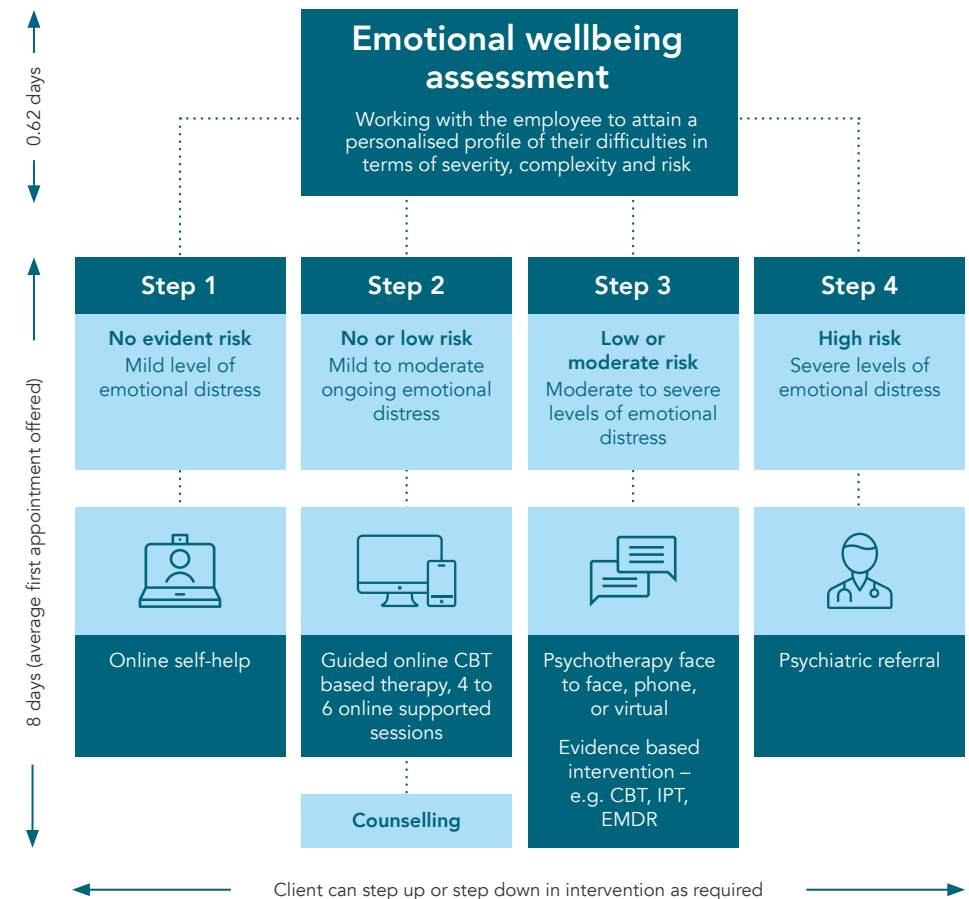 0.62 days
Emotional wellbeing
assessment
Working with the employee to attain a
personalised profile of their difficulties in
terms of severity, complexity and risk
8 days (average first appointment offered)
Step 1
No evident risk
Mild level of
emotional distress
Online self-help
Step 2
No or low risk
Mild to moderate
ongoing emotional
distress
Guided online CBT
based therapy, 4 to
6 online supported
sessions
Counselling
Step 3
Low or
moderate risk
Moderate to severe
levels of emotional
distress
Psychotherapy face
to face, phone,
or virtual
Evidence based
intervention –
e.g. CBT, IPT,
EMDR
Step 4
High risk
Severe levels of
emotional distress
Psychiatric referral
Client can step up or step down in intervention as required